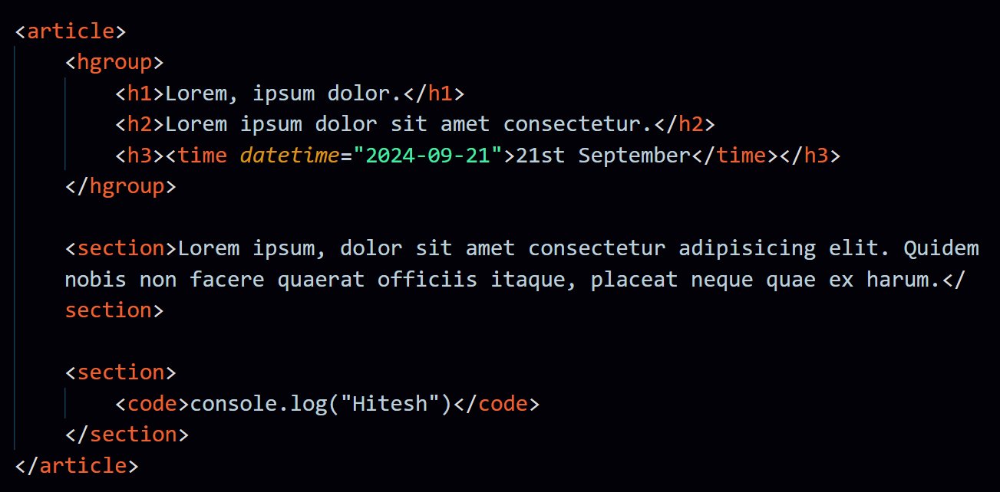 <article>
    <hgroup>
        <h1>Lorem, ipsum dolor.</h1>
        <h2>Lorem ipsum dolor sit amet consectetur.</h2>
        <h3><time datetime="2024-09-21">21st September</time></h3>
    </hgroup>

    <section>Lorem ipsum, dolor sit amet consectetur adipisicing elit. Quidem
    nobis non facere quaerat officiis itaque, placeat neque quae ex harum.</
    section>

    <section>
        <code>console.log("Hitesh")</code>
    </section>
</article>